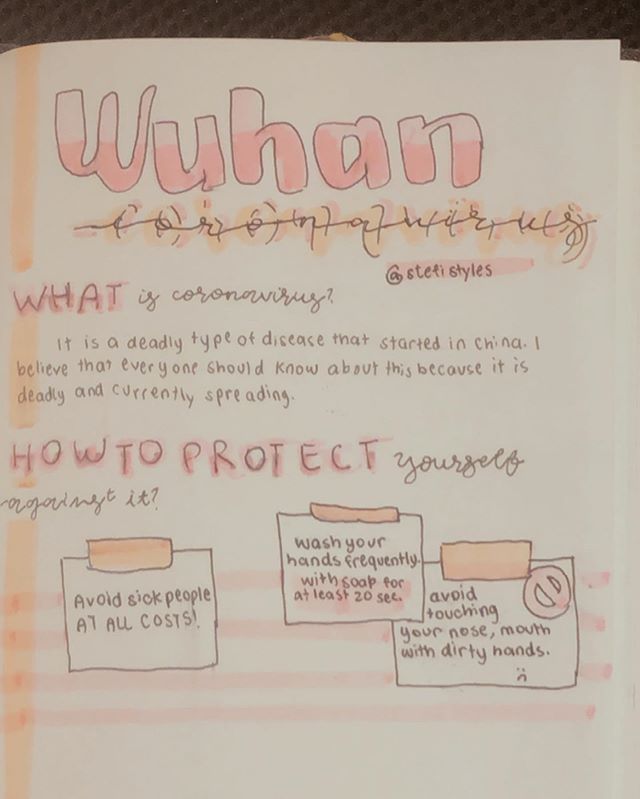 Wuhan
coronavirus
@stefistyles
WHAT is coronavirus?
It is a deadly type of disease that started in china. I
believe that everyone should know about this because it is
deadly and currently spreading.
HOW TO PROTECT yourself
against it?
Avoid sick people
AT ALL COSTS!
wash your
hands frequently.
with soap for
at least 20 sec.
avoid
touching
your nose, mouth
with dirty hands.